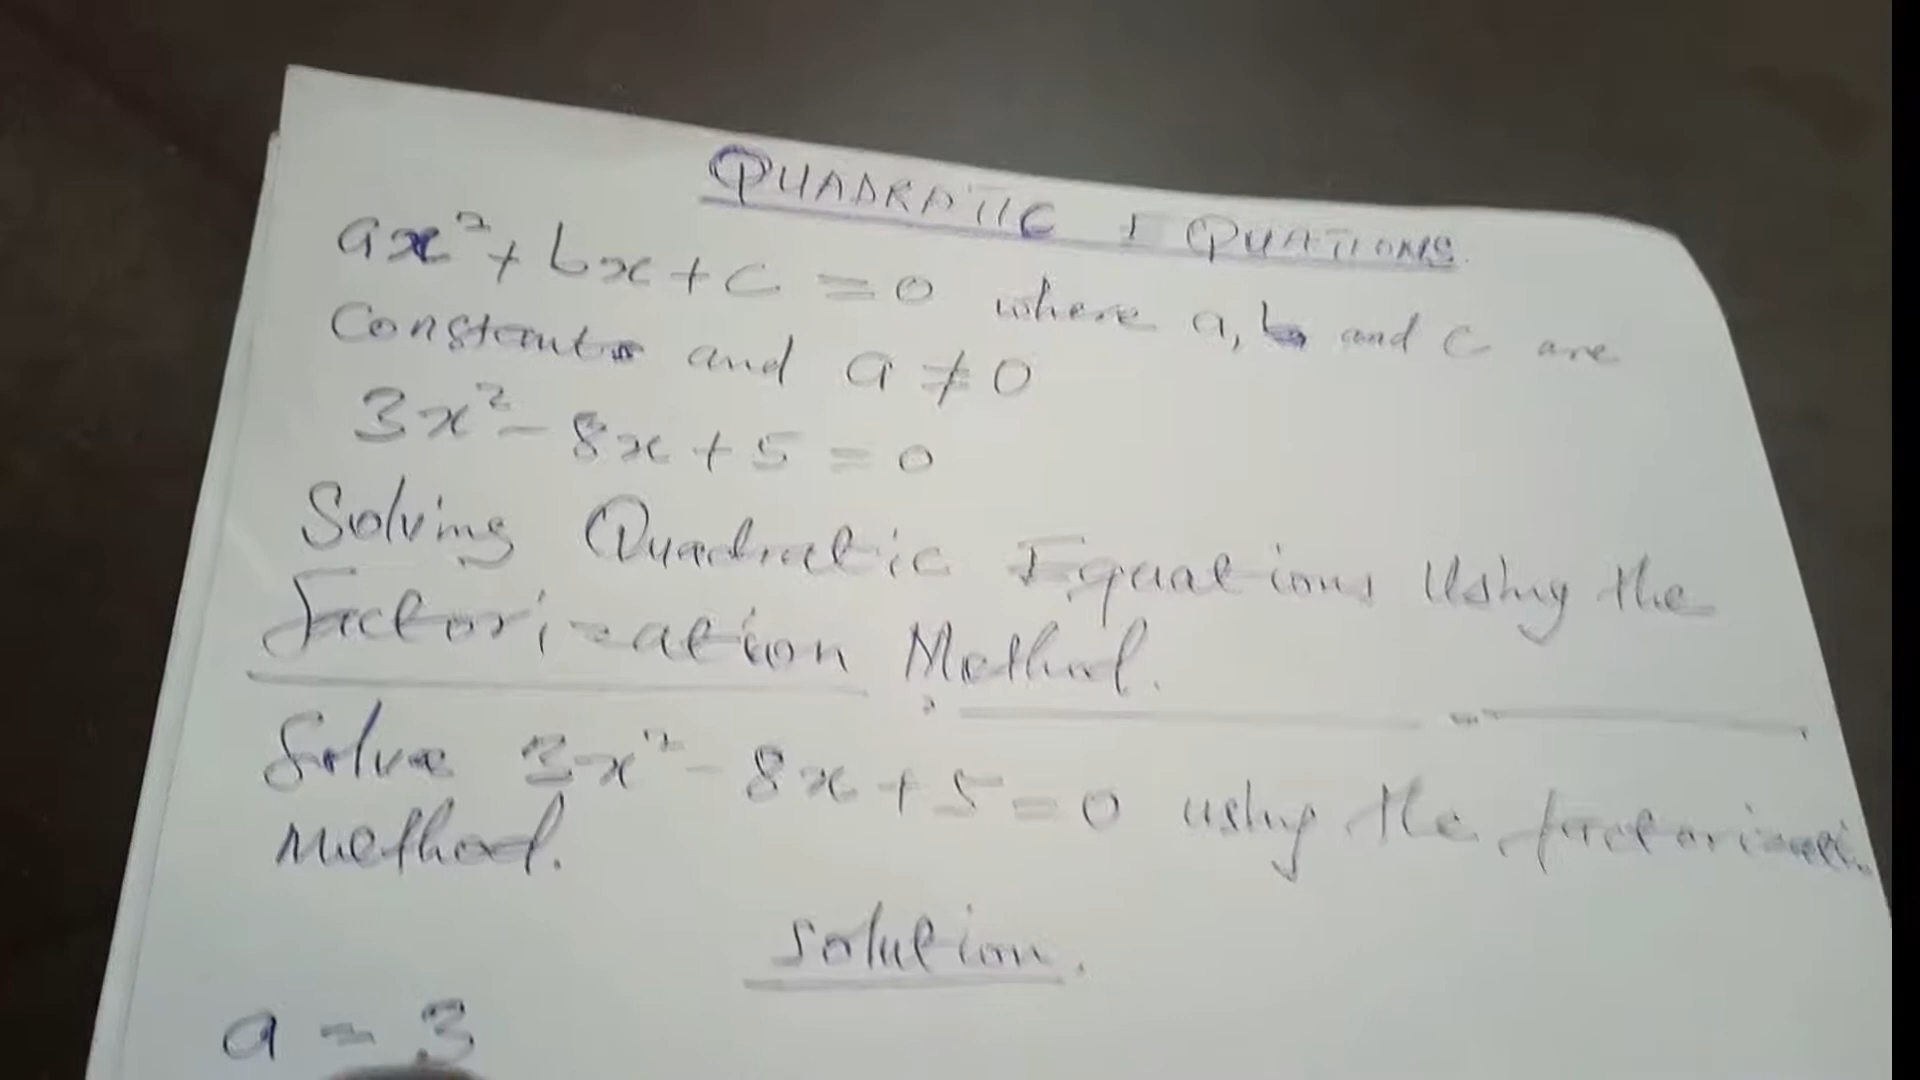 QUADRATIC EQUATIONS.
ax² + bx + c = 0 where a, b and c are
Constants and a ≠ 0
3x² - 8x + 5 = 0
Solving Quadratic Equations Using the
Factorization Method.
Solve 3x² - 8x + 5 = 0 using the factorization
method.
Solution.
a = 3